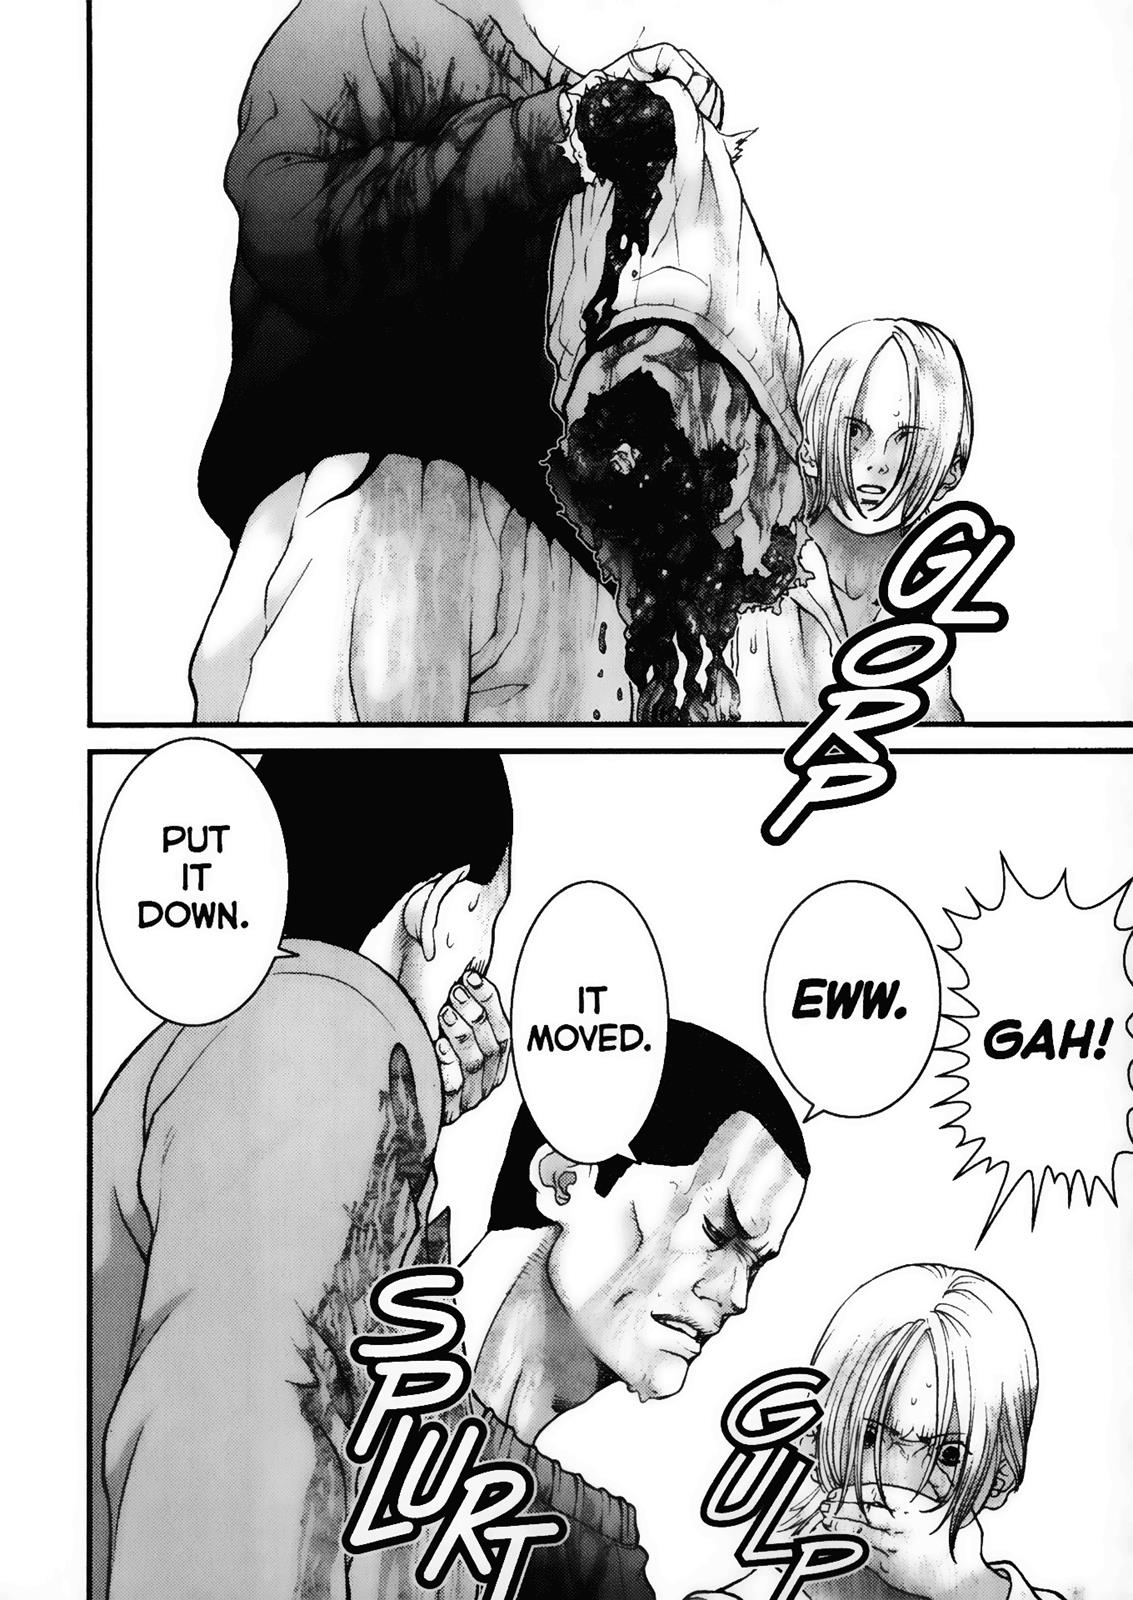 GLORP
PUT
IT
DOWN.
IT
MOVED.
EWW.
GAH!
SPLURT
GULP